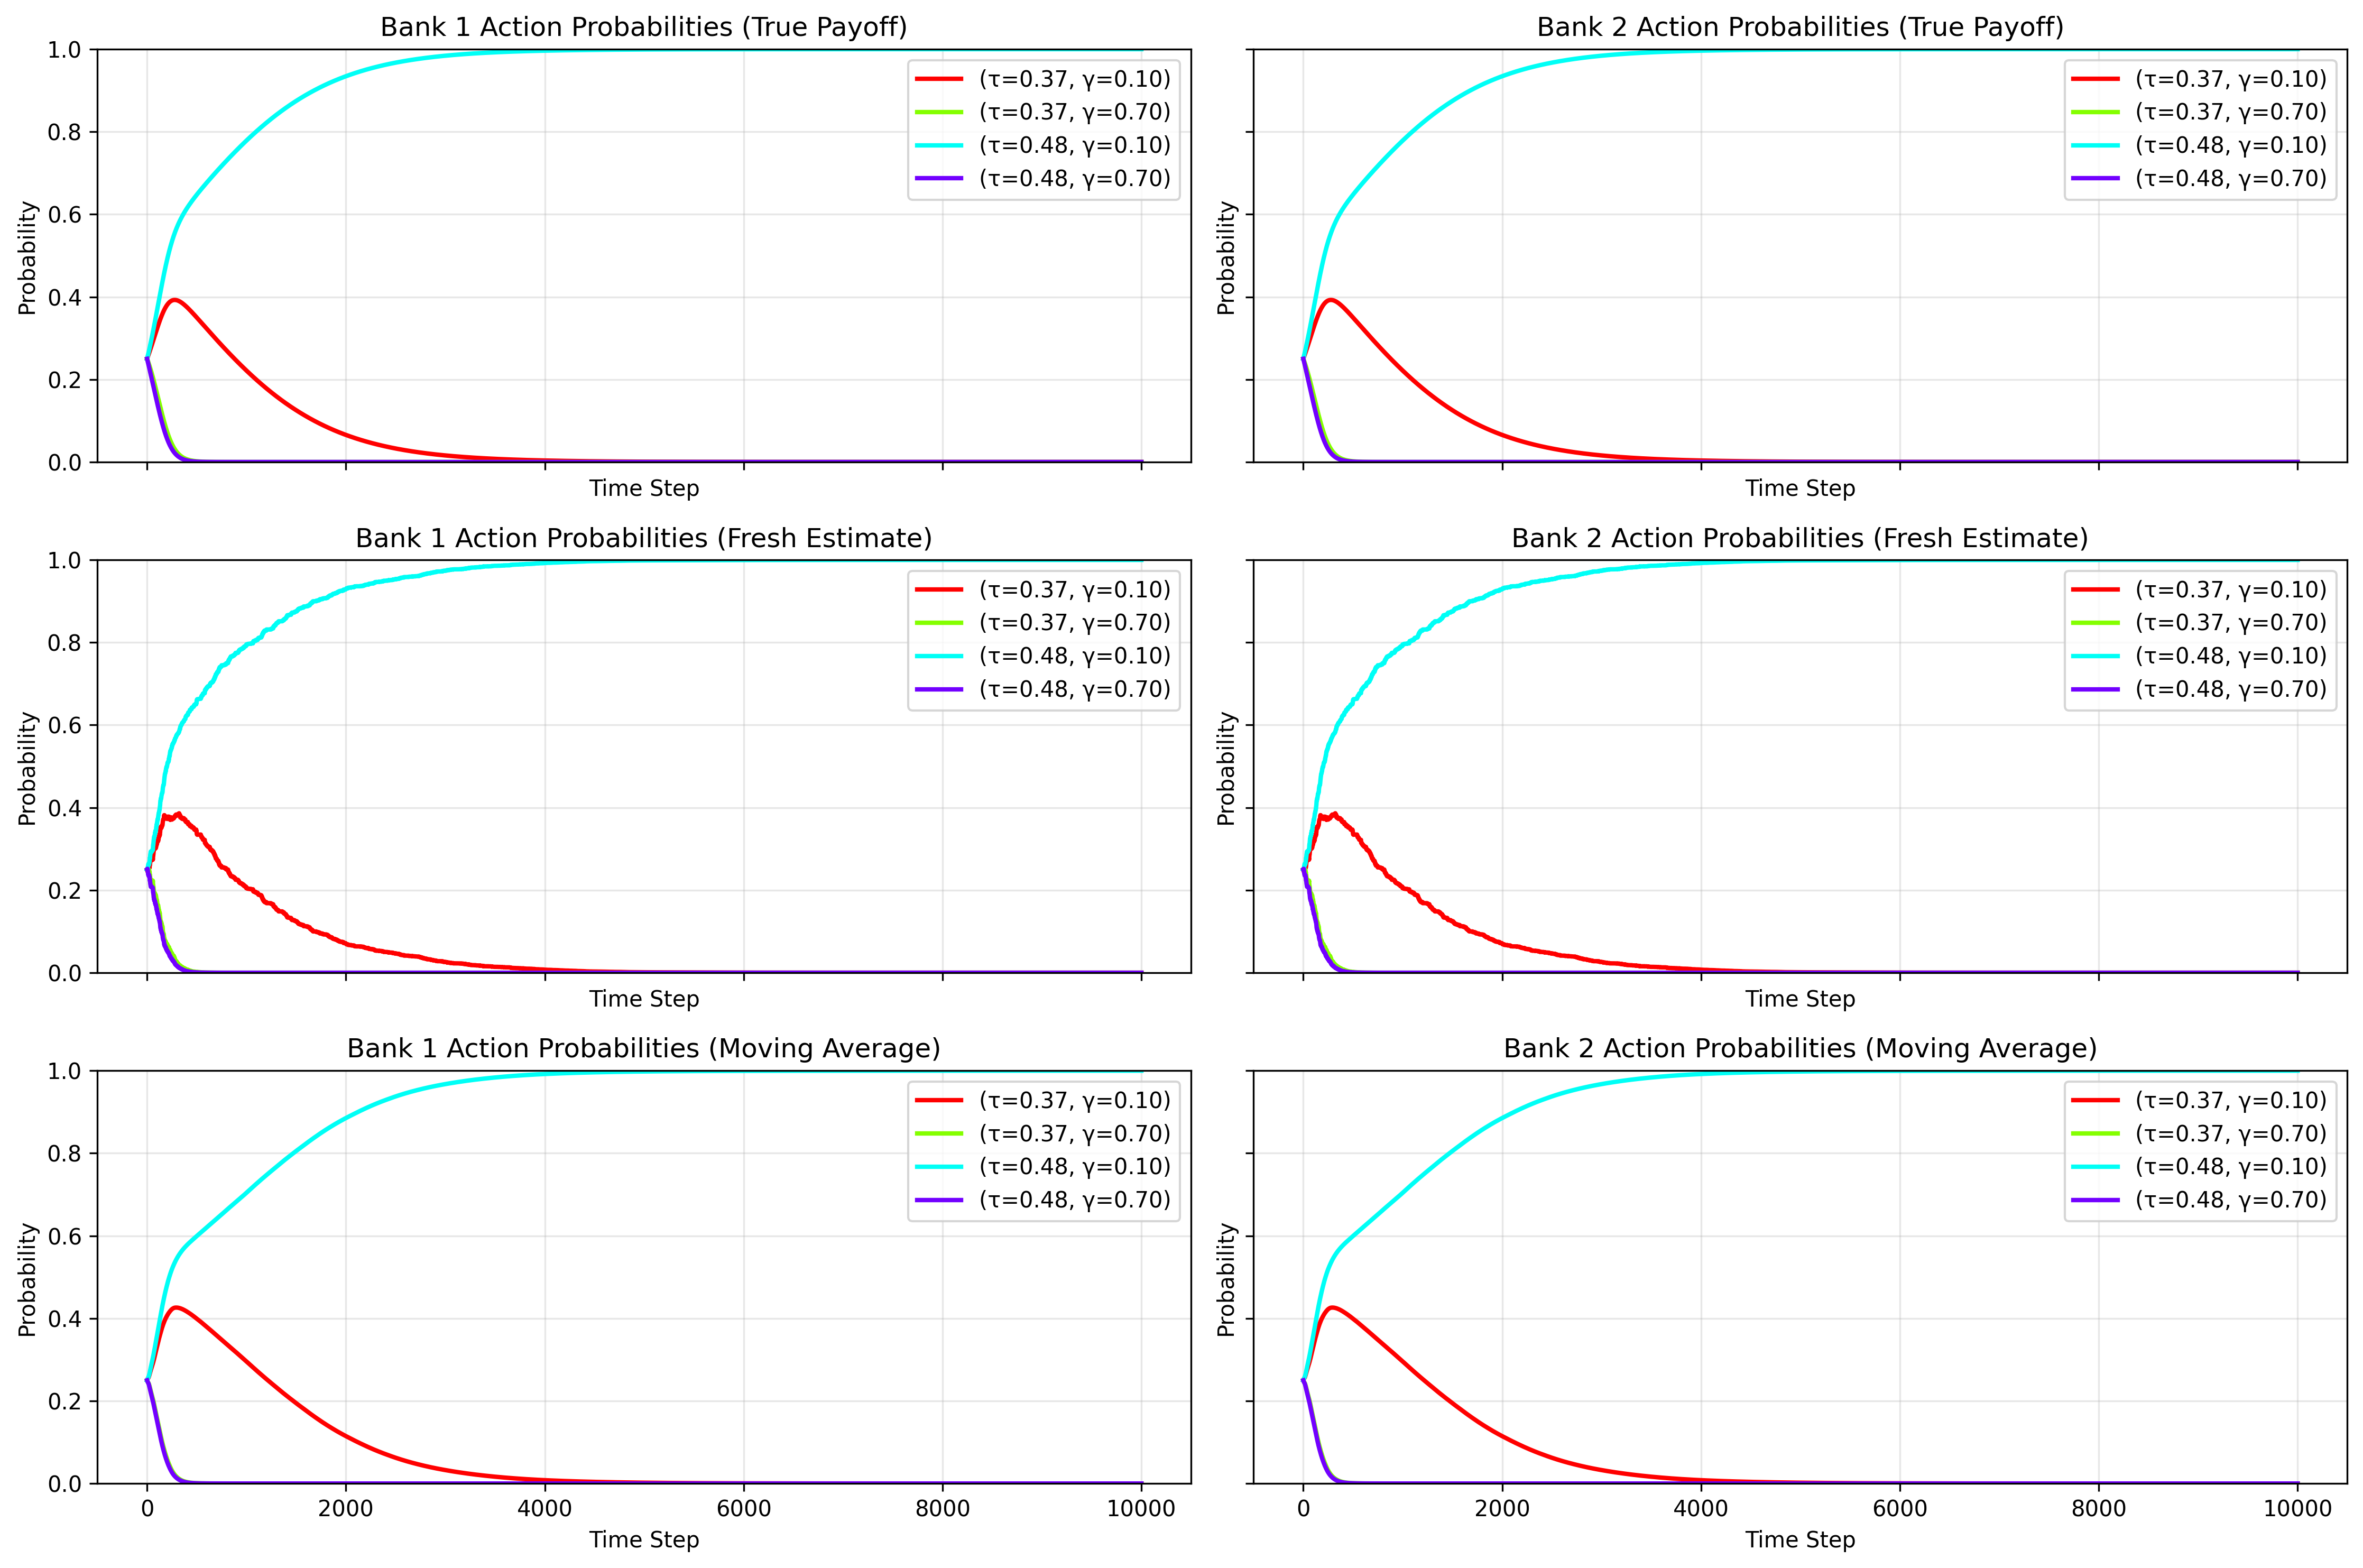 Bank 1 Action Probabilities (True Payoff)
1.0
0.8
0.6
0.4
0.2
0.0
Probability
Time Step
(τ=0.37, γ=0.10)
(τ=0.37, γ=0.70)
(τ=0.48, γ=0.10)
(τ=0.48, γ=0.70)
Bank 2 Action Probabilities (True Payoff)
Probability
Time Step
(τ=0.37, γ=0.10)
(τ=0.37, γ=0.70)
(τ=0.48, γ=0.10)
(τ=0.48, γ=0.70)
Bank 1 Action Probabilities (Fresh Estimate)
1.0
0.8
0.6
0.4
0.2
0.0
Probability
Time Step
(τ=0.37, γ=0.10)
(τ=0.37, γ=0.70)
(τ=0.48, γ=0.10)
(τ=0.48, γ=0.70)
Bank 2 Action Probabilities (Fresh Estimate)
Probability
Time Step
(τ=0.37, γ=0.10)
(τ=0.37, γ=0.70)
(τ=0.48, γ=0.10)
(τ=0.48, γ=0.70)
Bank 1 Action Probabilities (Moving Average)
1.0
0.8
0.6
0.4
0.2
0.0
Probability
(τ=0.37, γ=0.10)
(τ=0.37, γ=0.70)
(τ=0.48, γ=0.10)
(τ=0.48, γ=0.70)
0 2000 4000 6000 8000 10000
Time Step
Bank 2 Action Probabilities (Moving Average)
Probability
(τ=0.37, γ=0.10)
(τ=0.37, γ=0.70)
(τ=0.48, γ=0.10)
(τ=0.48, γ=0.70)
0 2000 4000 6000 8000 10000
Time Step